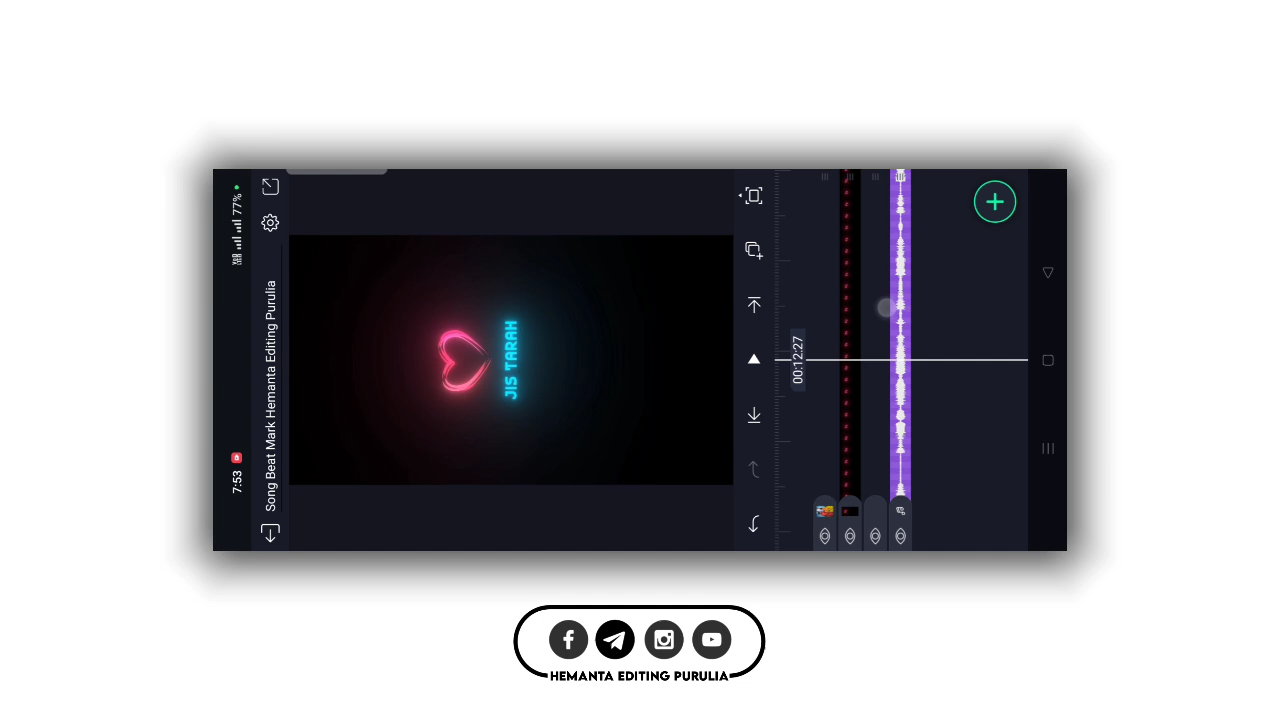 7:53
77%
Song Beat Mark Hemanta Editing Purulia
JIS TARAH
00:12:27
HEMANTA EDITING PURULIA